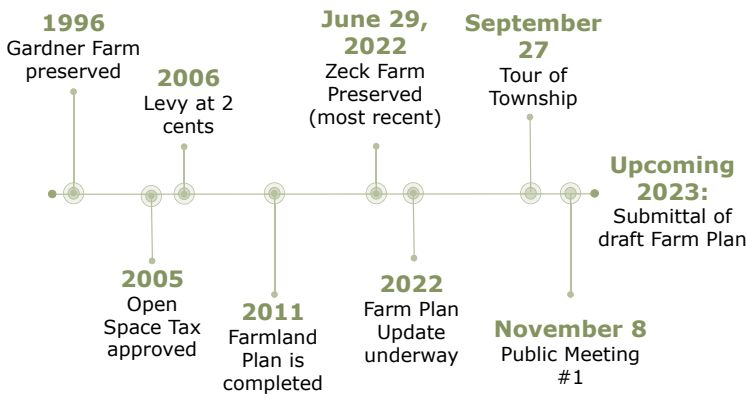 1996
Gardner Farm
preserved
2005
Open
Space Tax
approved
2006
Levy at 2
cents
2011
Farmland
Plan is
completed
June 29,
2022
Zeck Farm
Preserved
(most recent)
2022
Farm Plan
Update
underway
September
27
Tour of
Township
November 8
Public Meeting
#1
Upcoming
2023:
Submittal of
draft Farm Plan